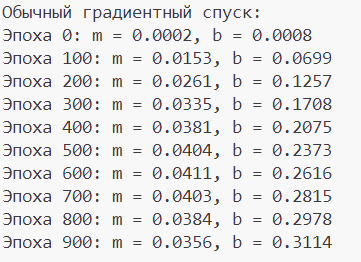 Обычный градиентный спуск:
Эпоха 0: m = 0.0002, b = 0.0008
Эпоха 100: m = 0.0153, b = 0.0699
Эпоха 200: m = 0.0261, b = 0.1257
Эпоха 300: m = 0.0335, b = 0.1708
Эпоха 400: m = 0.0381, b = 0.2075
Эпоха 500: m = 0.0404, b = 0.2373
Эпоха 600: m = 0.0411, b = 0.2616
Эпоха 700: m = 0.0403, b = 0.2815
Эпоха 800: m = 0.0384, b = 0.2978
Эпоха 900: m = 0.0356, b = 0.3114